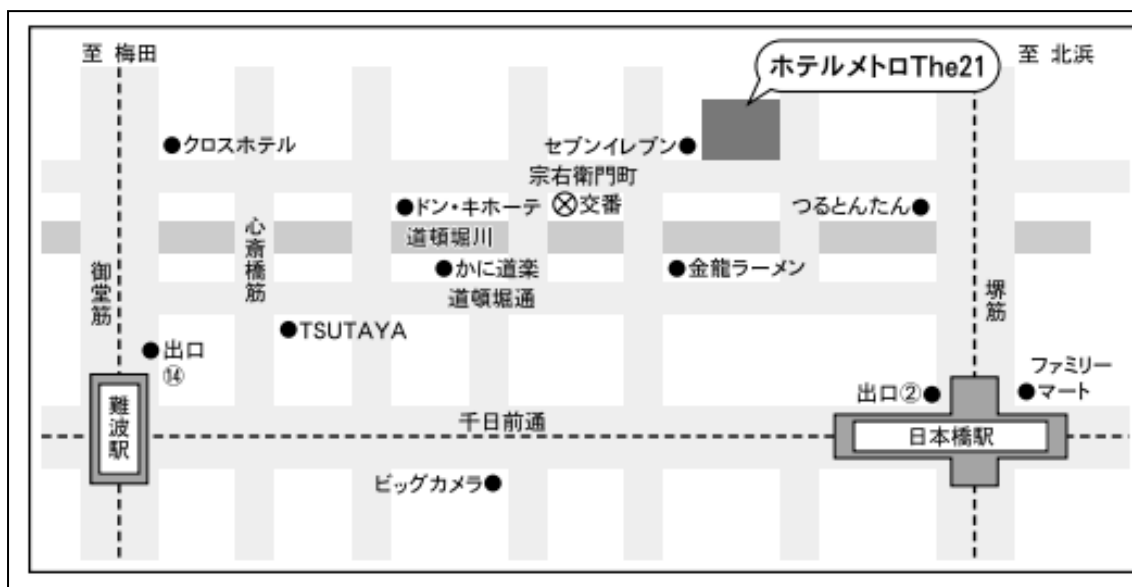 至 梅田
ホテルメトロThe21
至 北浜
クロスホテル
セブンイレブン
宗右衛門町
ドン・キホーテ
交番
つるとんたん
心斎橋筋
道頓堀川
御堂筋
かに道楽
金龍ラーメン
道頓堀通
堺筋
TSUTAYA
出口
⑭
ファミリー
マート
出口②
難波駅
千日前通
日本橋駅
ビッグカメラ